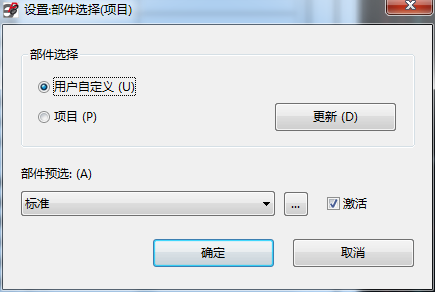 设置:部件选择(项目)
部件选择
用户自定义 (U)
项目 (P)
更新 (D)
部件预选: (A)
标准
...
激活
确定
取消